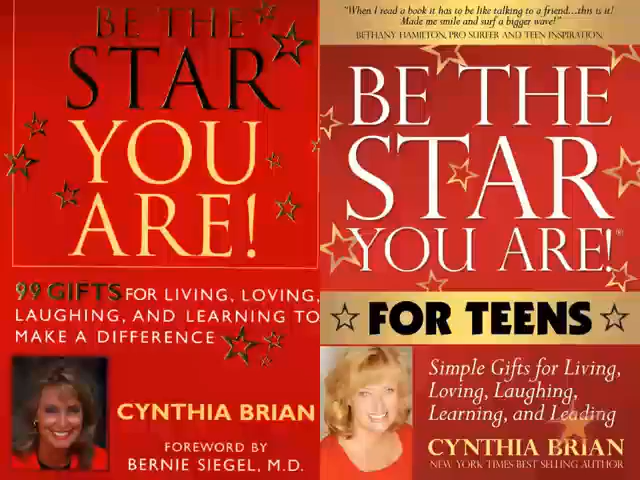 BE THE
STAR
YOU
ARE!
99 GIFTS FOR LIVING, LOVING,
LAUGHING, AND LEARNING TO
MAKE A DIFFERENCE
CYNTHIA BRIAN
FOREWORD BY
BERNIE SIEGEL, M.D.
"When I read a book it has to be like talking to a friend...this is it!
Made me smile and surf a bigger wave!"
BETHANY HAMILTON, PRO SURFER AND TEEN INSPIRATION
BE THE
STAR
YOU ARE!®
FOR TEENS
Simple Gifts for Living,
Loving, Laughing,
Learning, and Leading
CYNTHIA BRIAN
NEW YORK TIMES BEST SELLING AUTHOR